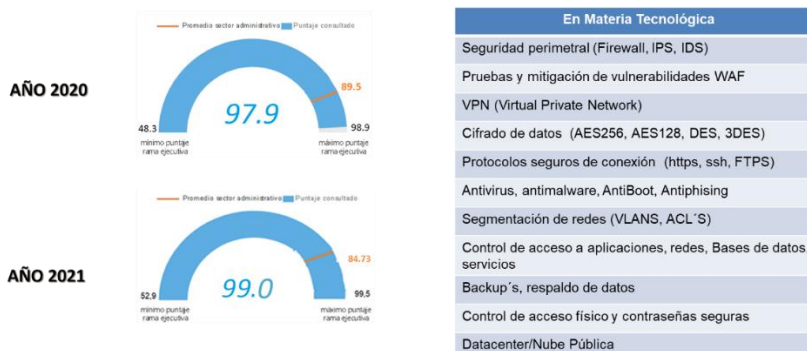 Promedio sector administrativo Puntaje consultado
AÑO 2020
89.5
97.9
48.3
98.9
mínimo puntaje
rama ejecutiva
máximo puntaje
rama ejecutiva
Promedio sector administrativo Puntaje consultado
AÑO 2021
84.73
99.0
52,9
99,5
mínimo puntaje
rama ejecutiva
máximo puntaje
rama ejecutiva
En Materia Tecnológica
Seguridad perimetral (Firewall, IPS, IDS)
Pruebas y mitigación de vulnerabilidades WAF
VPN (Virtual Private Network)
Cifrado de datos (AES256, AES128, DES, 3DES)
Protocolos seguros de conexión (https, ssh, FTPS)
Antivirus, antimalware, AntiBoot, Antiphising
Segmentación de redes (VLANS, ACL´S)
Control de acceso a aplicaciones, redes, Bases de datos,
servicios
Backup´s, respaldo de datos
Control de acceso físico y contraseñas seguras
Datacenter/Nube Pública